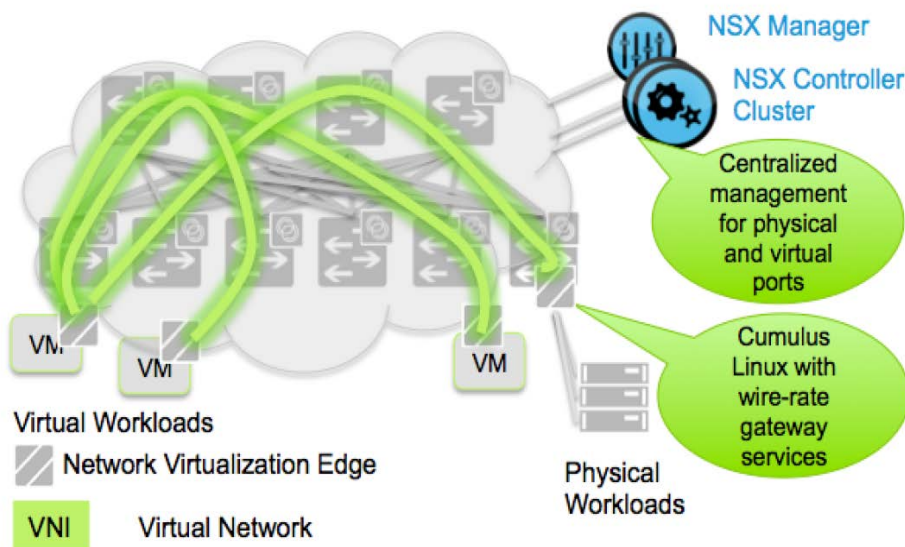 NSX Manager
NSX Controller
Cluster
Centralized
management
for physical
and virtual
ports
VM
VM
VM
Cumulus
Linux with
wire-rate
gateway
services
Virtual Workloads
Network Virtualization Edge
Physical
Workloads
VNI
Virtual Network